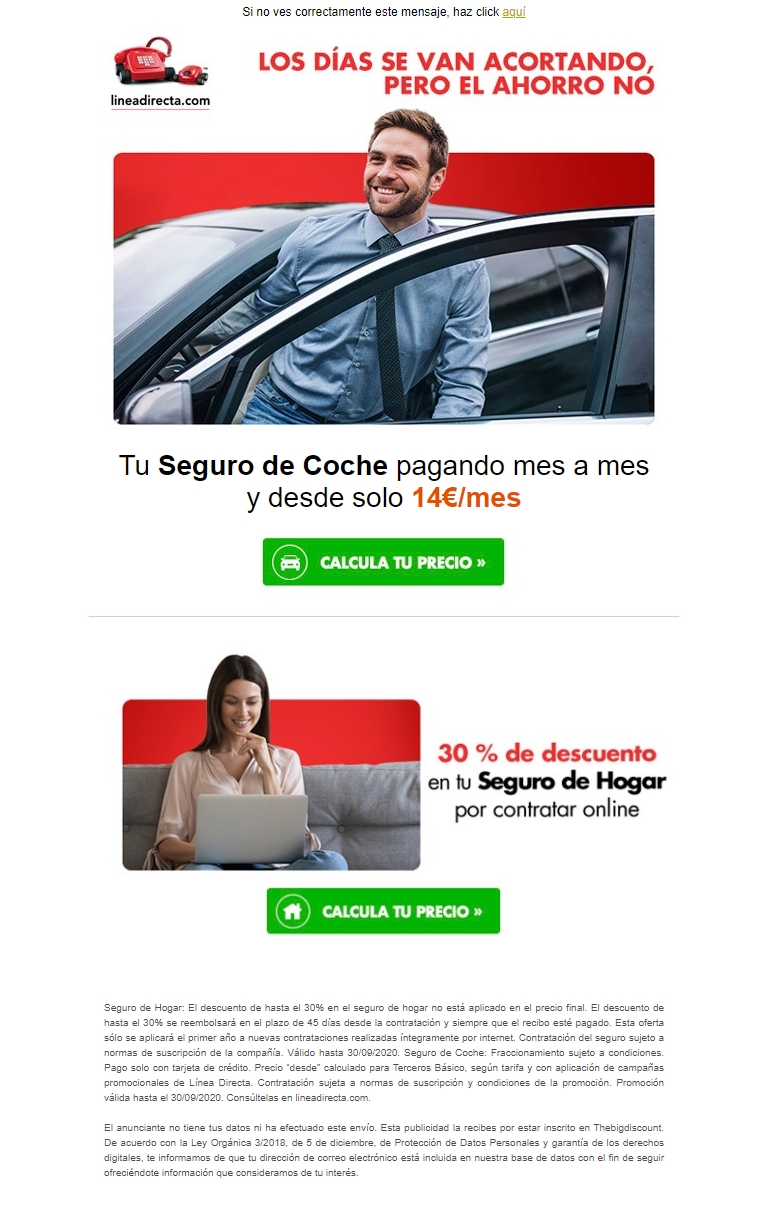 Si no ves correctamente este mensaje, haz click aquí
lineadirecta.com
LOS DÍAS SE VAN ACORTANDO,
PERO EL AHORRO NO
Tu Seguro de Coche pagando mes a mes
y desde solo 14€/mes
CALCULA TU PRECIO »
30 % de descuento
en tu Seguro de Hogar
por contratar online
CALCULA TU PRECIO »
Seguro de Hogar: El descuento de hasta el 30% en el seguro de hogar no está aplicado en el precio final. El descuento de
hasta el 30% se reembolsará en el plazo de 45 días desde la contratación y siempre que el recibo esté pagado. Esta oferta
sólo se aplicará el primer año a nuevas contrataciones realizadas íntegramente por internet. Contratación del seguro sujeto a
normas de suscripción de la compañía. Válido hasta 30/09/2020. Seguro de Coche: Fraccionamiento sujeto a condiciones.
Pago solo con tarjeta de crédito. Precio “desde” calculado para Terceros Básico, según tarifa y con aplicación de campañas
promocionales de Línea Directa. Contratación sujeta a normas de suscripción y condiciones de la promoción. Promoción
válida hasta el 30/09/2020. Consúltelas en lineadirecta.com.
El anunciante no tiene tus datos ni ha efectuado este envío. Esta publicidad la recibes por estar inscrito en Thebigdiscount.
De acuerdo con la Ley Orgánica 3/2018, de 5 de diciembre, de Protección de Datos Personales y garantía de los derechos
digitales, te informamos de que tu dirección de correo electrónico está incluida en nuestra base de datos con el fin de seguir
ofreciéndote información que consideramos de tu interés.